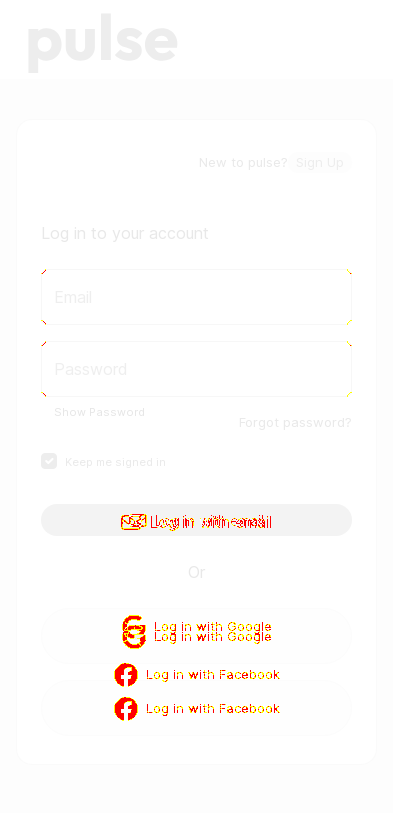 pulse
New to pulse? Sign Up
Log in to your account
Email
Password
Show Password
Forgot password?
Keep me signed in
Log in with email
Or
Log in with Google
Log in with Google
Log in with Facebook
Log in with Facebook